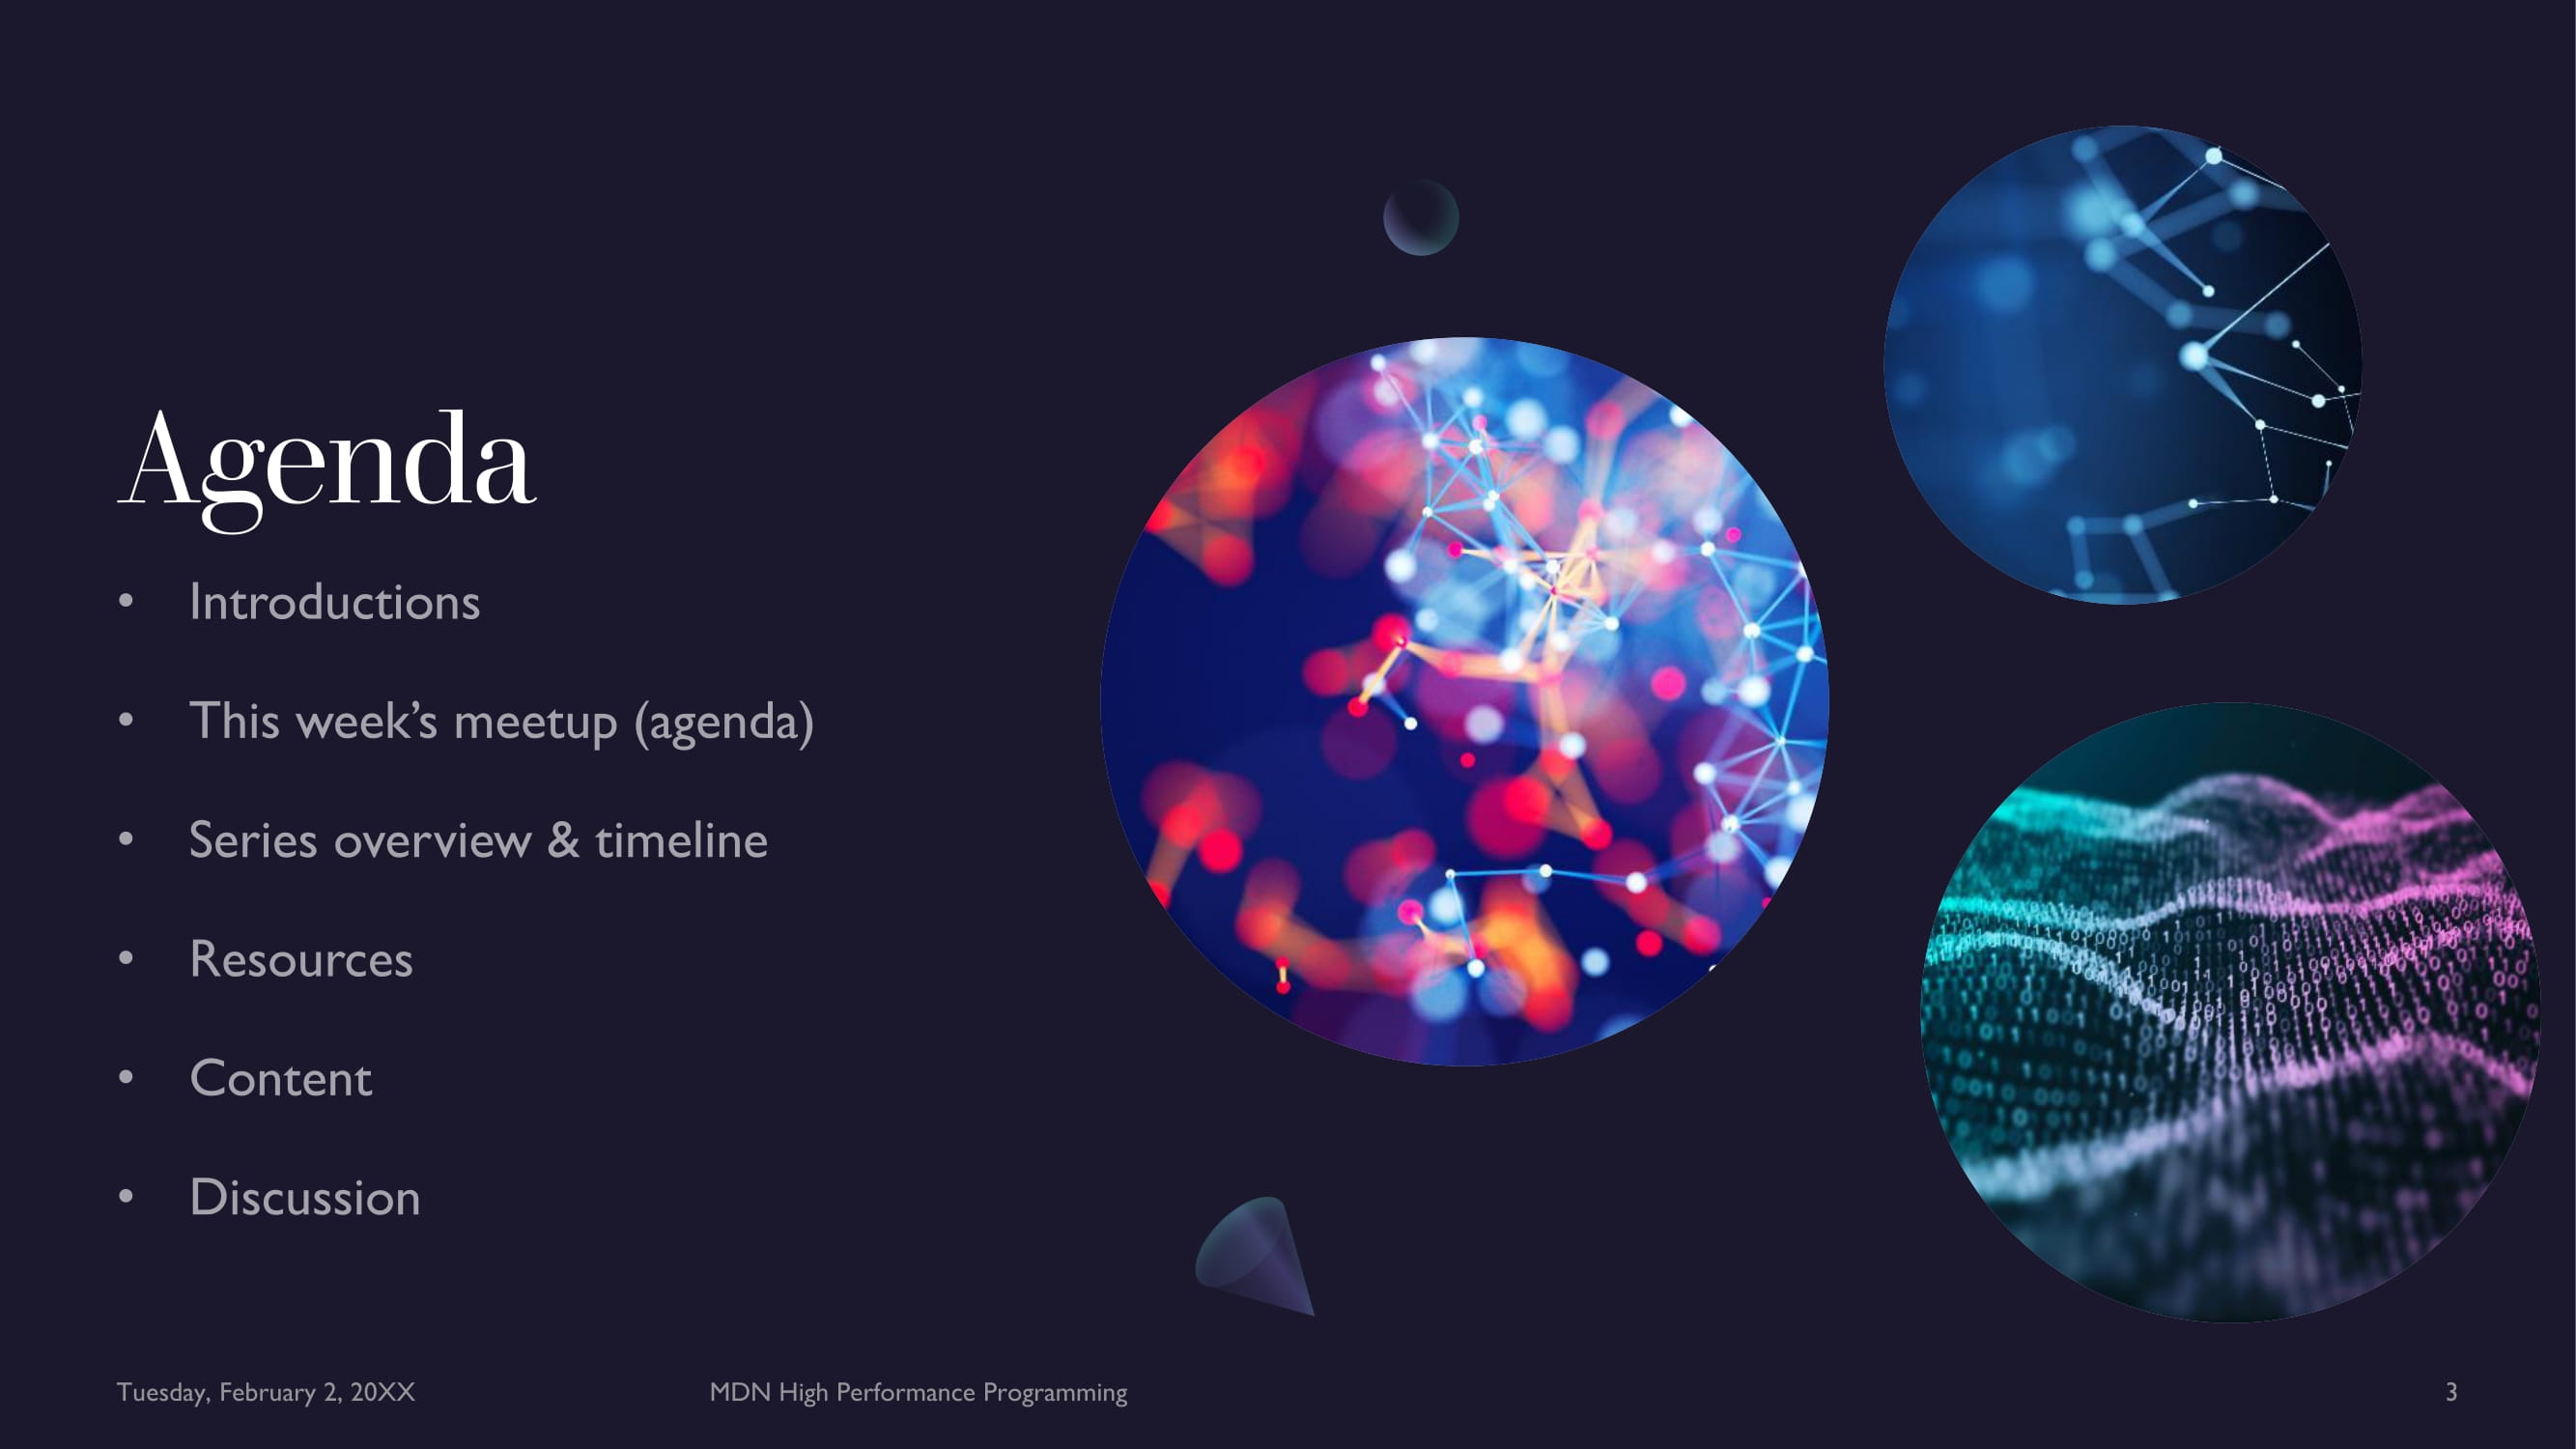 Agenda
• Introductions
• This week’s meetup (agenda)
• Series overview & timeline
• Resources
• Content
• Discussion
Tuesday, February 2, 20XX
MDN High Performance Programming
3